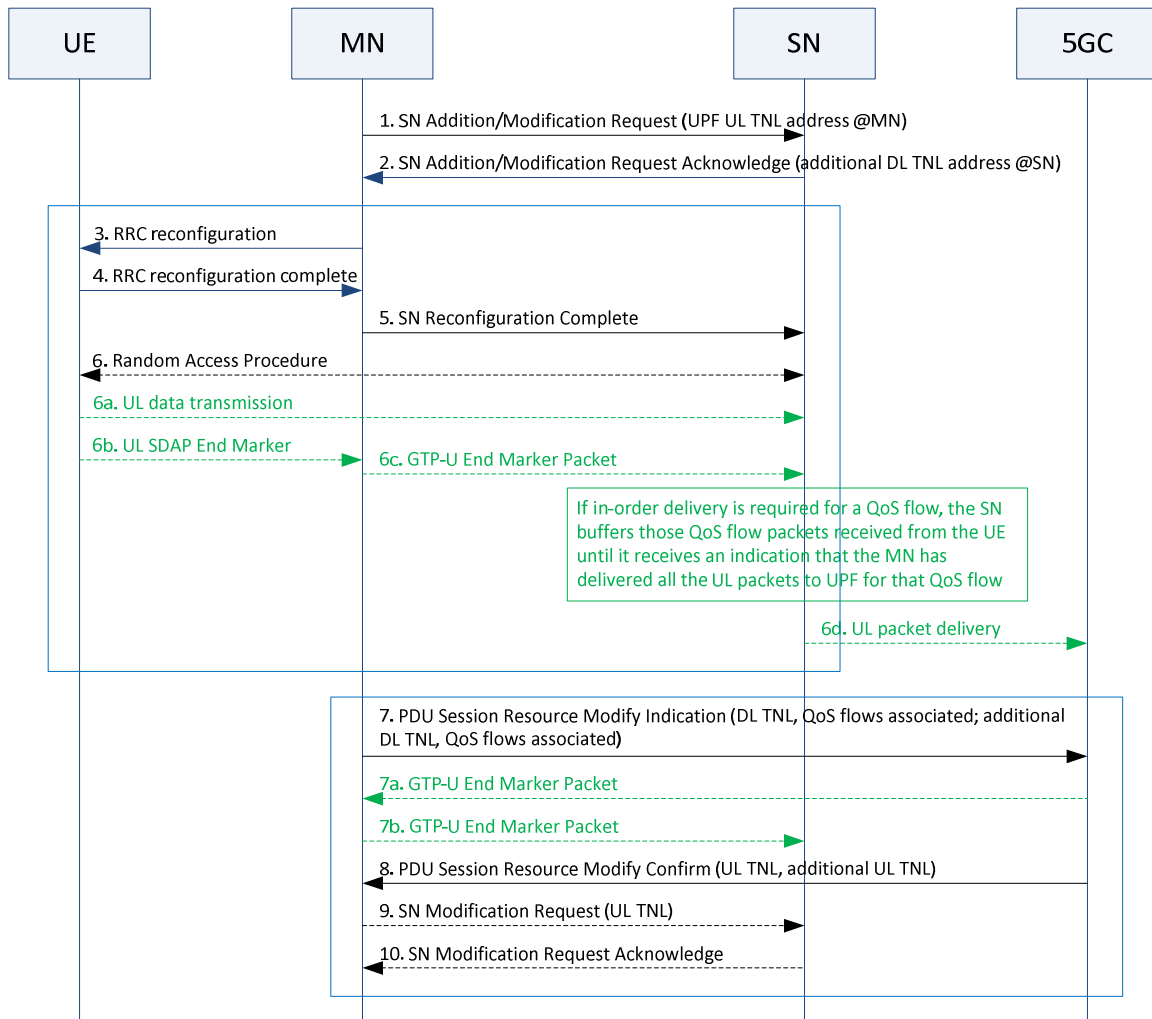 UE
MN
SN
5GC
1. SN Addition/Modification Request (UPF UL TNL address @MN)
2. SN Addition/Modification Request Acknowledge (additional DL TNL address @SN)
3. RRC reconfiguration
4. RRC reconfiguration complete
5. SN Reconfiguration Complete
6. Random Access Procedure
6a. UL data transmission
6b. UL SDAP End Marker
6c. GTP-U End Marker Packet
If in-order delivery is required for a QoS flow, the SN
buffers those QoS flow packets received from the UE
until it receives an indication that the MN has
delivered all the UL packets to UPF for that QoS flow
6d. UL packet delivery
7. PDU Session Resource Modify Indication (DL TNL, QoS flows associated; additional
DL TNL, QoS flows associated)
7a. GTP-U End Marker Packet
7b. GTP-U End Marker Packet
8. PDU Session Resource Modify Confirm (UL TNL, additional UL TNL)
9. SN Modification Request (UL TNL)
10. SN Modification Request Acknowledge